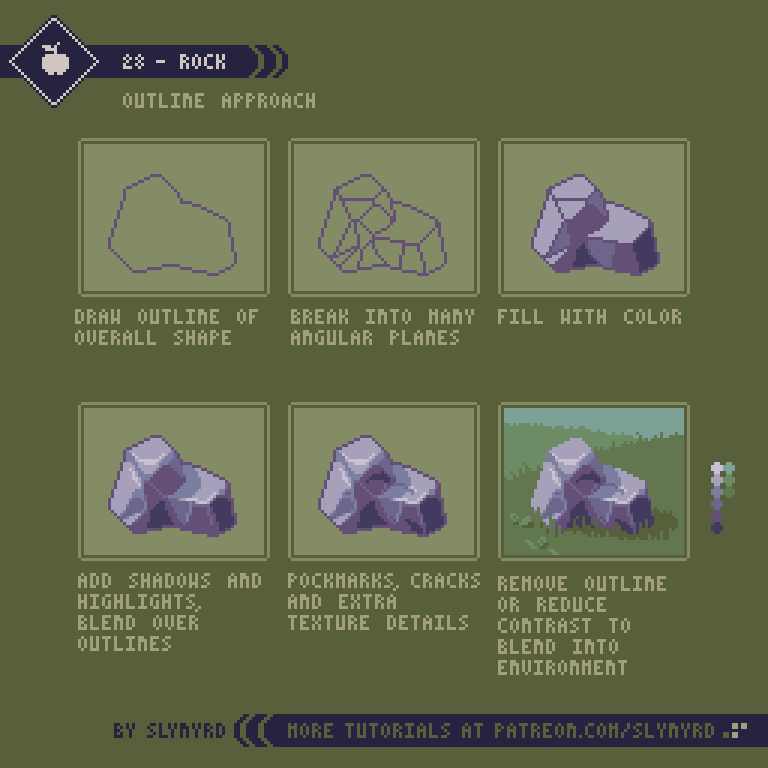 28 - ROCK
OUTLINE APPROACH
DRAW OUTLINE OF
OVERALL SHAPE
BREAK INTO MANY
ANGULAR PLANES
FILL WITH COLOR
ADD SHADOWS AND
HIGHLIGHTS,
BLEND OVER
OUTLINES
POCKMARKS, CRACKS
AND EXTRA
TEXTURE DETAILS
REMOVE OUTLINE
OR REDUCE
CONTRAST TO
BLEND INTO
ENVIRONMENT
BY SLYNYRD
MORE TUTORIALS AT PATREON.COM/SLYNYRD